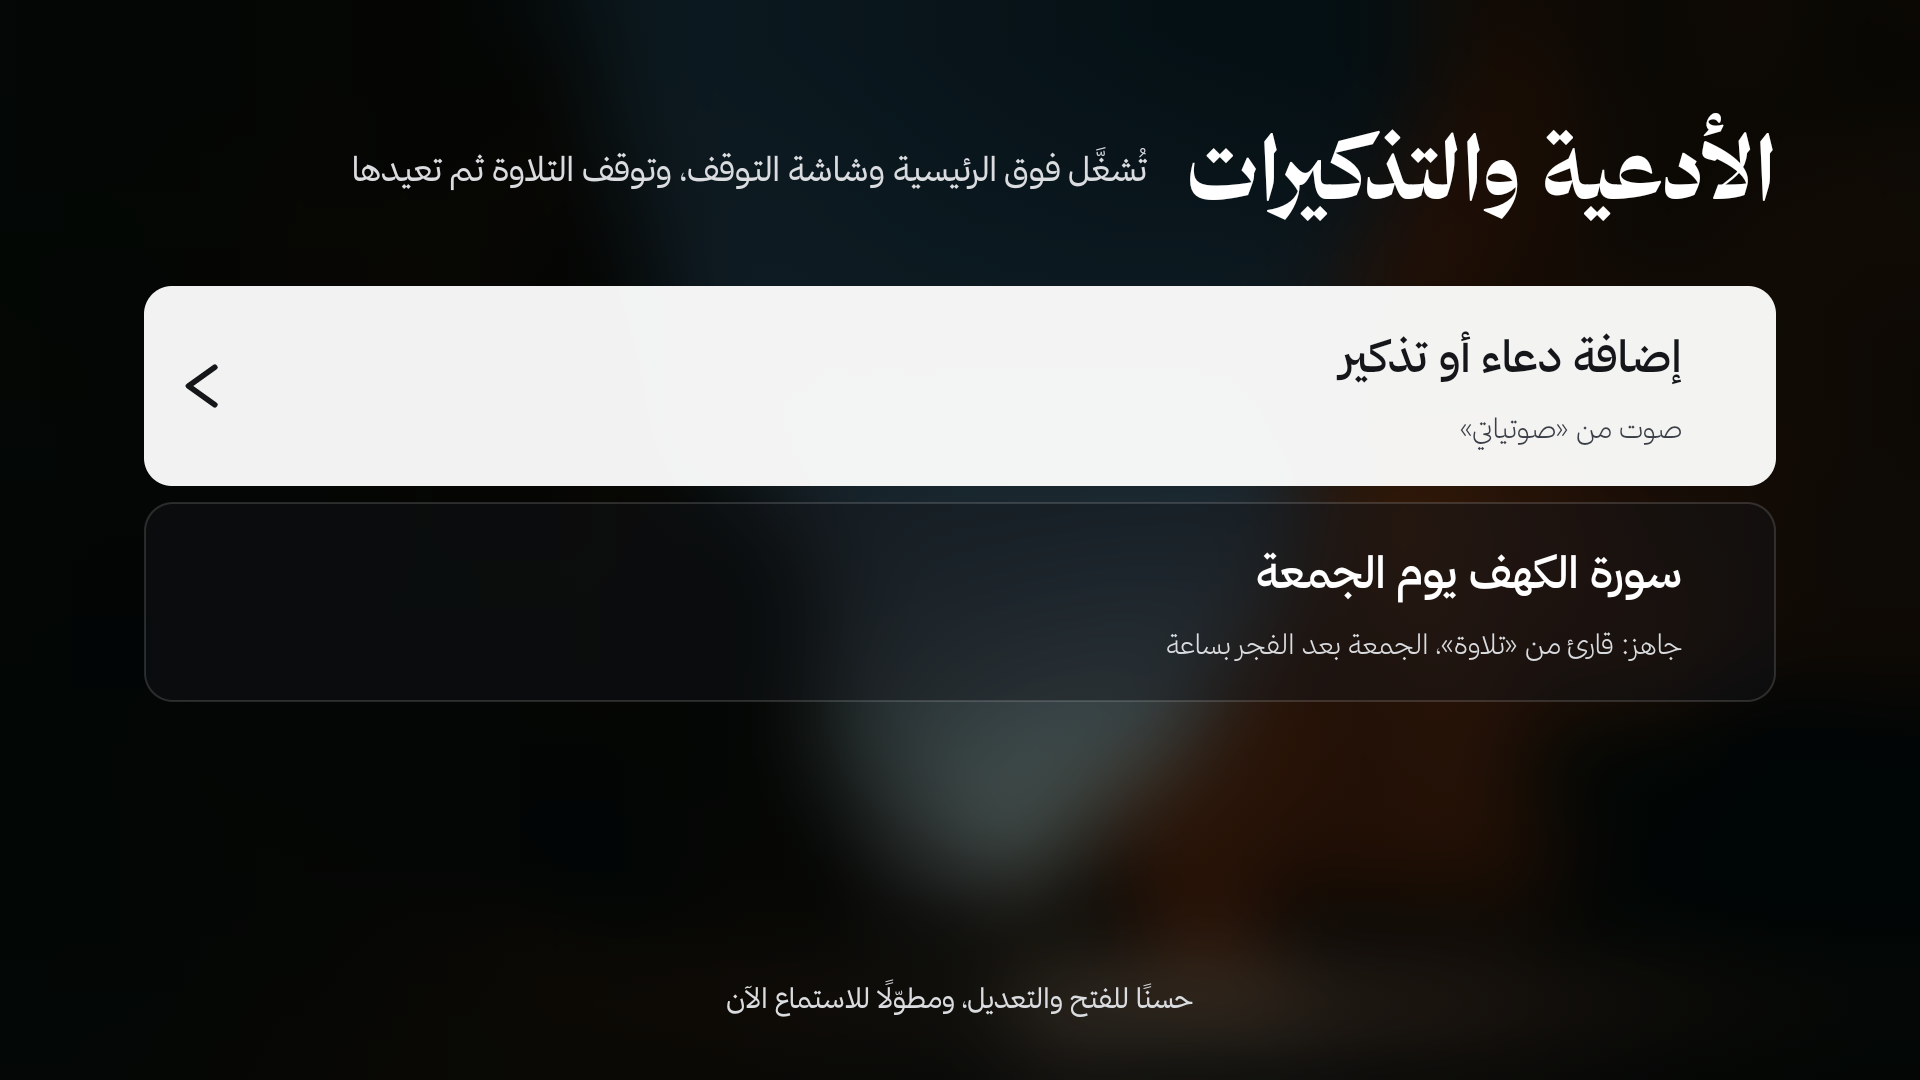 الأدعية والتذكيرات
تُشغَّل فوق الرئيسية وشاشة التوقف، وتوقف التلاوة ثم تعيدها
إضافة دعاء أو تذكير
صوت من «صوتياتي»
سورة الكهف يوم الجمعة
جاهز: قارئ من «تلاوة»، الجمعة بعد الفجر بساعة
حسنًا للفتح والتعديل، ومطوّلًا للاستماع الآن